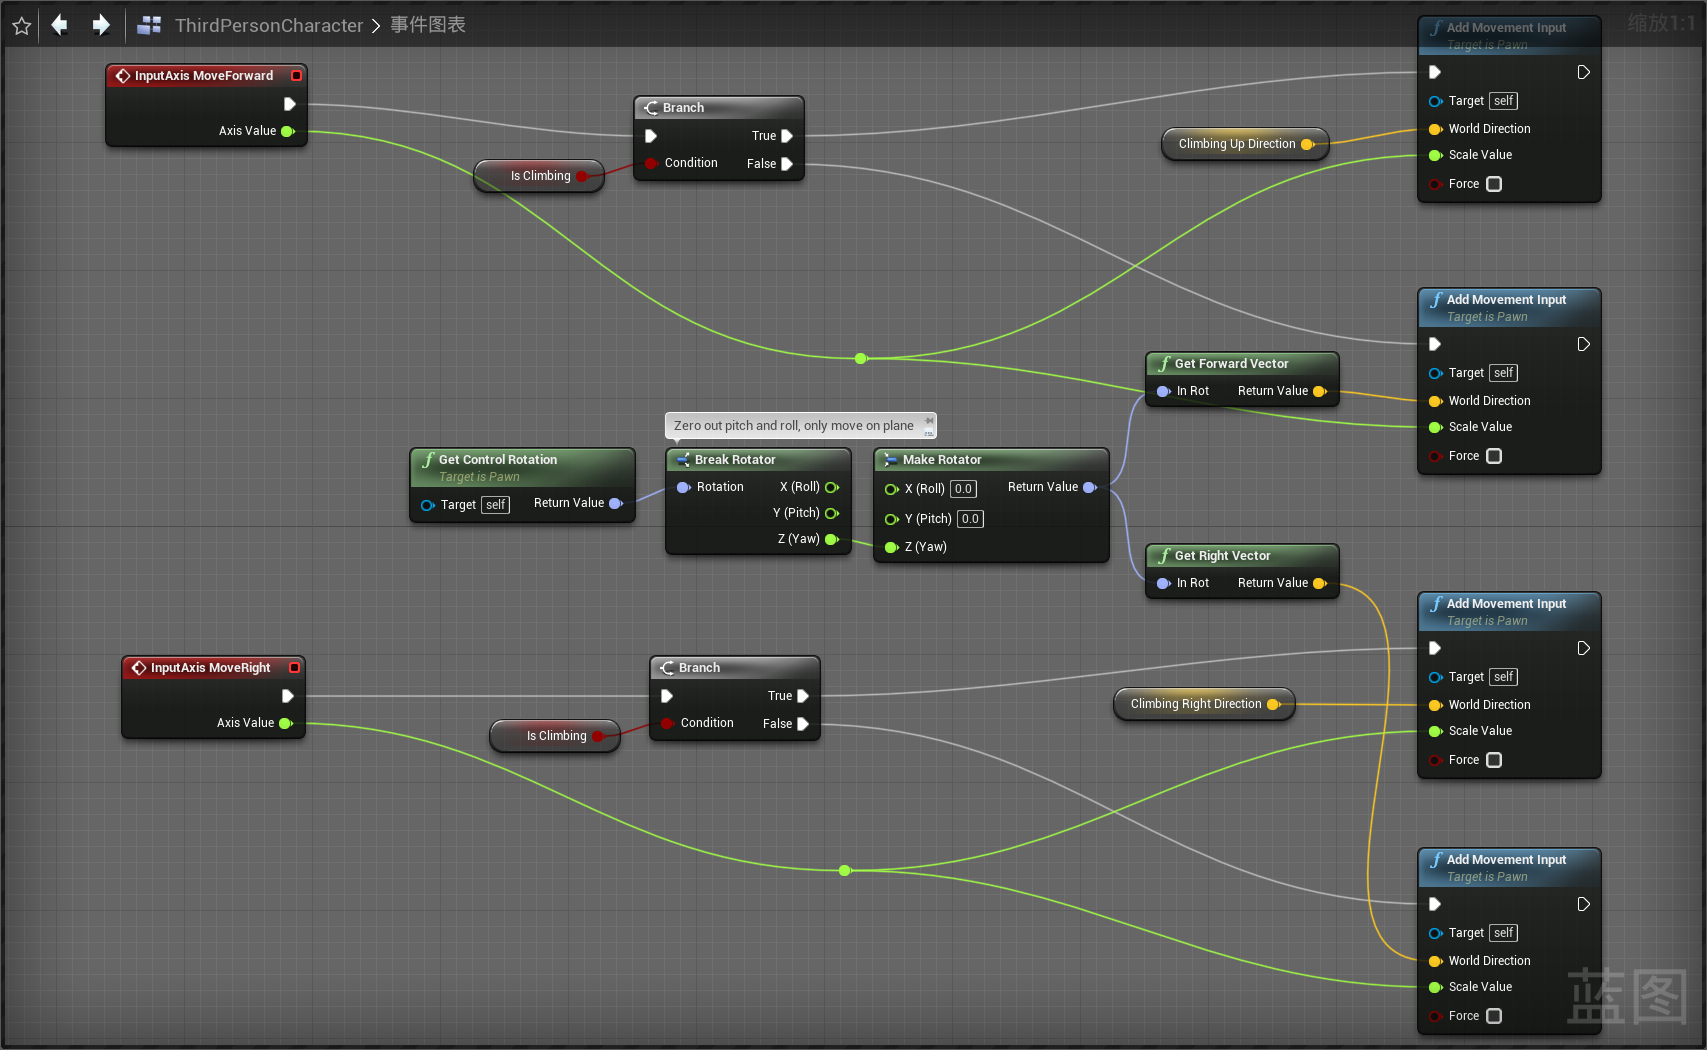 ThirdPersonCharacter > 事件图表
缩放1:1
InputAxis MoveForward
Axis Value
Is Climbing
Branch
True
Condition
False
Climbing Up Direction
Add Movement Input
Target is Pawn
Target self
World Direction
Scale Value
Force
Add Movement Input
Target is Pawn
Target self
World Direction
Scale Value
Force
Get Forward Vector
In Rot Return Value
Zero out pitch and roll, only move on plane
Get Control Rotation
Target is Pawn
Target self Return Value
Break Rotator
Rotation X (Roll)
Y (Pitch)
Z (Yaw)
Make Rotator
X (Roll) 0.0 Return Value
Y (Pitch) 0.0
Z (Yaw)
Get Right Vector
In Rot Return Value
InputAxis MoveRight
Axis Value
Is Climbing
Branch
True
Condition False
Climbing Right Direction
Add Movement Input
Target is Pawn
Target self
World Direction
Scale Value
Force
Add Movement Input
Target is Pawn
Target self
World Direction
Scale Value
Force
蓝图